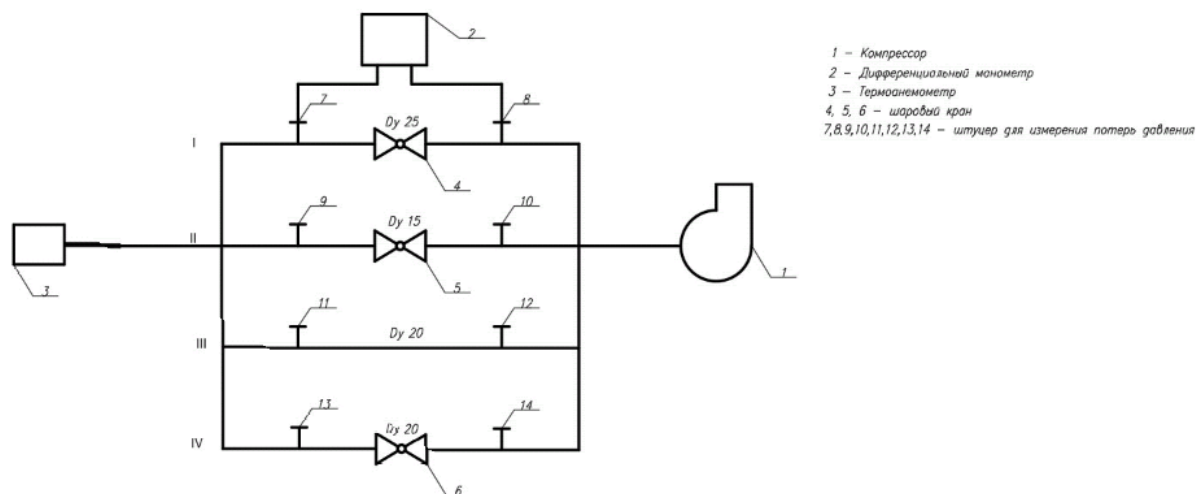 2
1 – Компрессор
2 – Дифференциальный манометр
3 – Термоанемометр
4, 5, 6 – шаровый кран
7,8,9,10,11,12,13,14 – штуцер для измерения потерь давления
7
8
Dy 25
I
4
9
10
Dy 15
II
3
5
1
11
12
Dy 20
III
13
14
Dy 20
IV
6